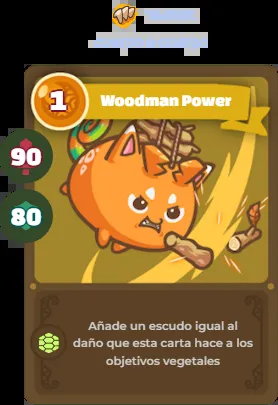 1
Woodman Power
90
80
Añade un escudo igual al
daño que esta carta hace a los
objetivos vegetales